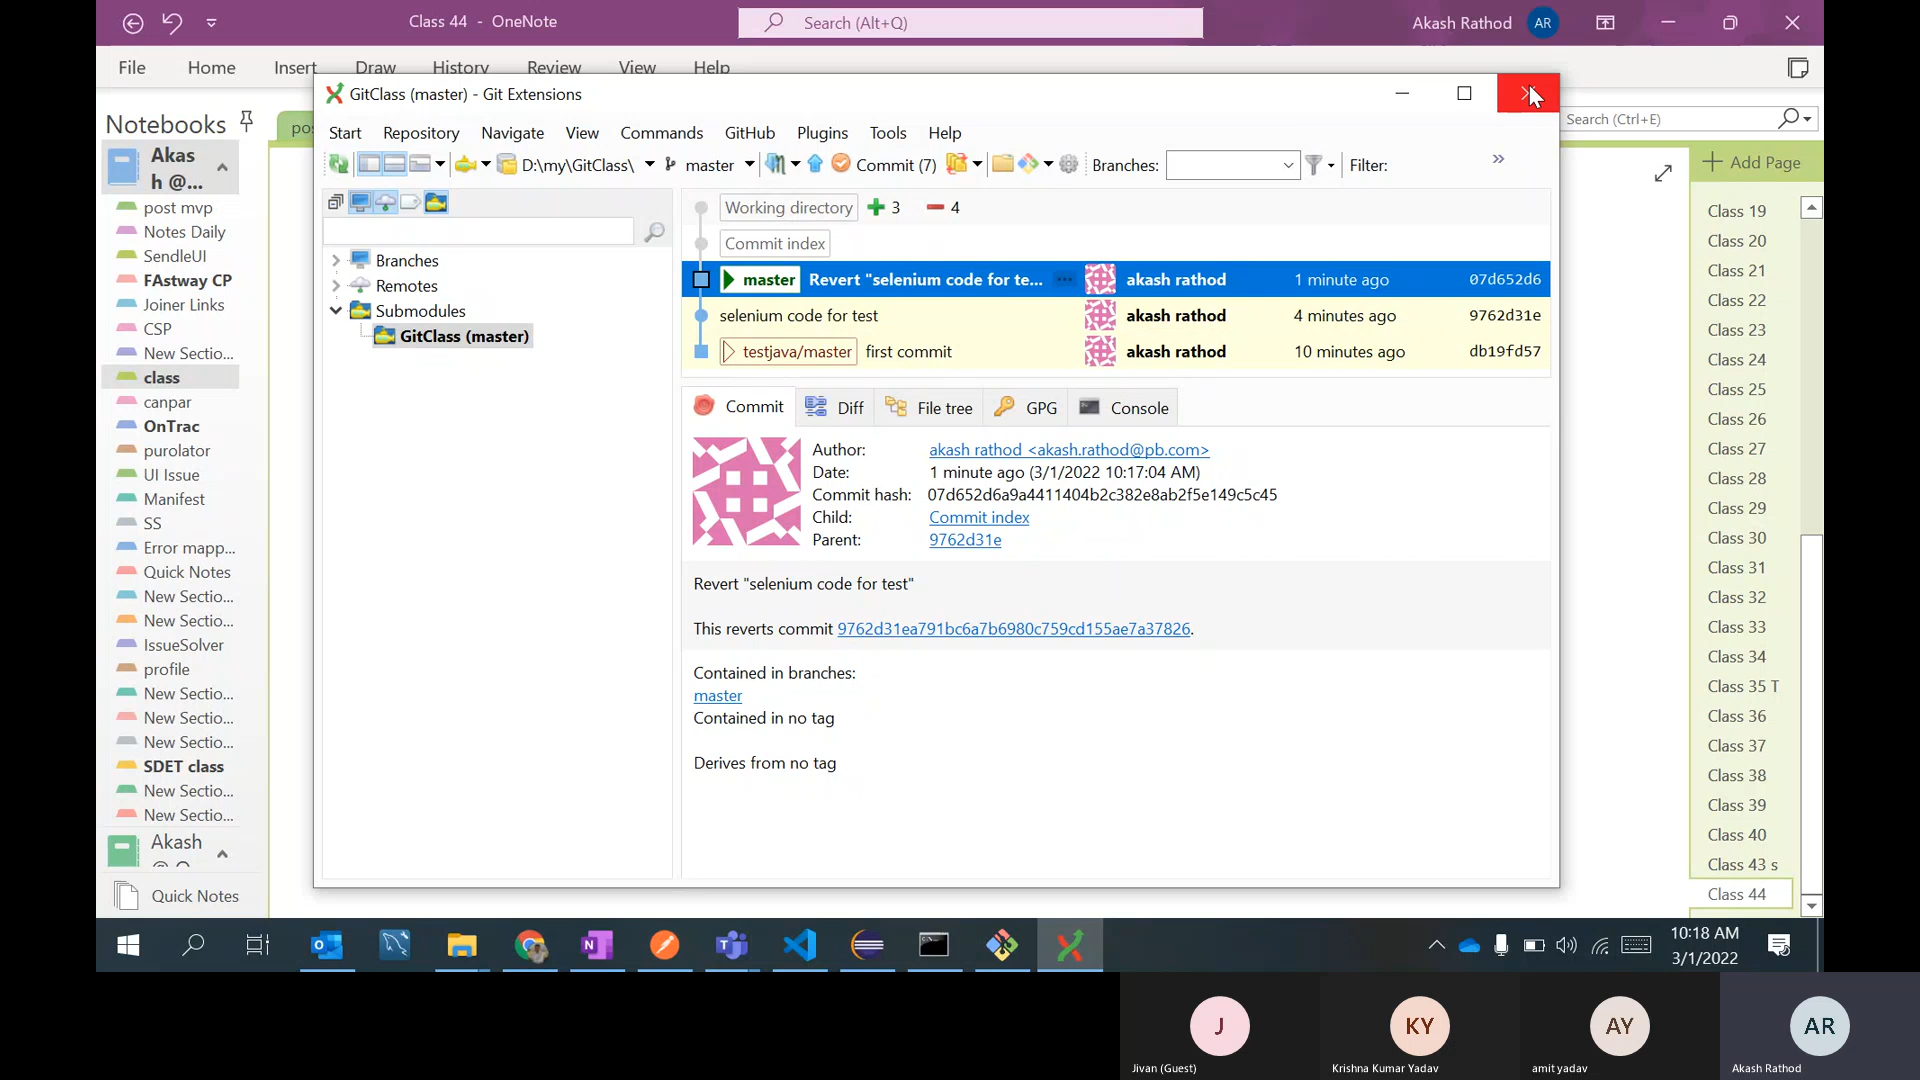 Class 44 - OneNote
Search (Alt+Q)
Akash Rathod
AR
File Home Insert Draw History Review View Help
Notebooks
Search (Ctrl+E)
Add Page
Akas
h @...
post mvp
Notes Daily
SendleUI
FAstway CP
Joiner Links
CSP
New Sectio...
class
canpar
OnTrac
purolator
UI Issue
Manifest
SS
Error mapp...
Quick Notes
New Sectio...
New Sectio...
IssueSolver
profile
New Sectio...
New Sectio...
New Sectio...
SDET class
New Sectio...
New Sectio...
Akash
Quick Notes
pos
GitClass (master) - Git Extensions
Start Repository Navigate View Commands GitHub Plugins Tools Help
D:\my\GitClass\ master Commit (7) Branches: Filter:
Branches
Remotes
Submodules
GitClass (master)
Working directory 3 4
Commit index
master Revert "selenium code for te... akash rathod 1 minute ago 07d652d6
selenium code for test akash rathod 4 minutes ago 9762d31e
testjava/master first commit akash rathod 10 minutes ago db19fd57
Commit Diff File tree GPG Console
Author: akash rathod <akash.rathod@pb.com>
Date: 1 minute ago (3/1/2022 10:17:04 AM)
Commit hash: 07d652d6a9a4411404b2c382e8ab2f5e149c5c45
Child: Commit index
Parent: 9762d31e
Revert "selenium code for test"
This reverts commit 9762d31ea791bc6a7b6980c759cd155ae7a37826.
Contained in branches:
master
Contained in no tag
Derives from no tag
Class 19
Class 20
Class 21
Class 22
Class 23
Class 24
Class 25
Class 26
Class 27
Class 28
Class 29
Class 30
Class 31
Class 32
Class 33
Class 34
Class 35 T
Class 36
Class 37
Class 38
Class 39
Class 40
Class 43 s
Class 44
10:18 AM
3/1/2022
J
KY
AY
AR
Jivan (Guest)
Krishna Kumar Yadav
amit yadav
Akash Rathod